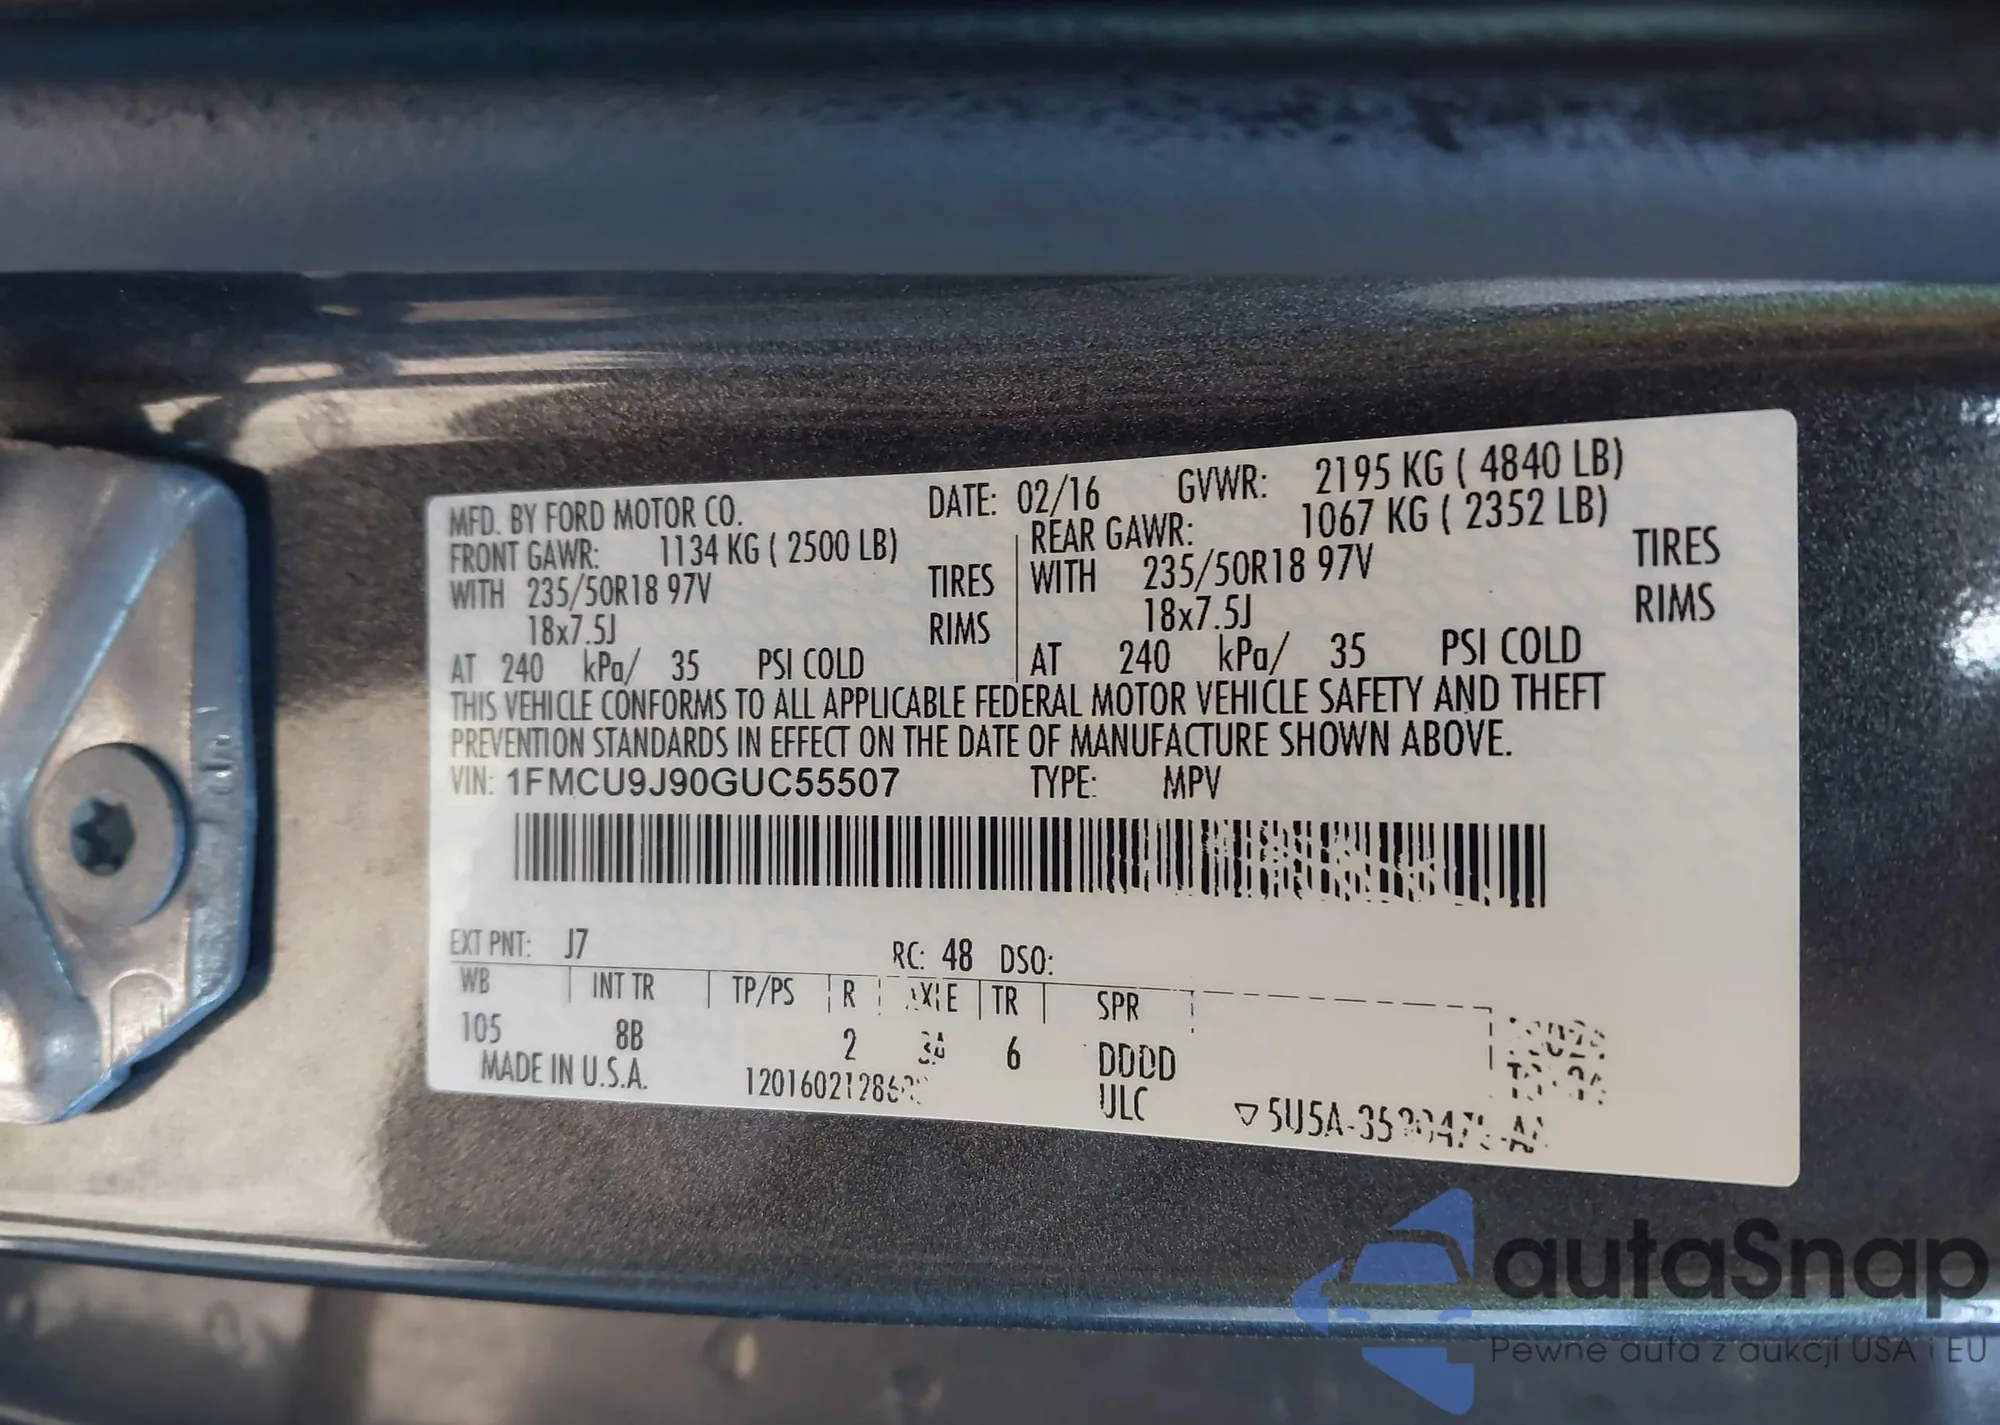 MFD. BY FORD MOTOR CO. DATE: 02/16 GVWR: 2195 KG ( 4840 LB)
FRONT GAWR: 1134 KG ( 2500 LB) REAR GAWR: 1067 KG ( 2352 LB)
WITH 235/50R18 97V TIRES WITH 235/50R18 97V TIRES
18x7.5J RIMS 18x7.5J RIMS
AT 240 kPa/ 35 PSI COLD AT 240 kPa/ 35 PSI COLD
THIS VEHICLE CONFORMS TO ALL APPLICABLE FEDERAL MOTOR VEHICLE SAFETY AND THEFT
PREVENTION STANDARDS IN EFFECT ON THE DATE OF MANUFACTURE SHOWN ABOVE.
VIN: 1FMCU9J90GUC55507 TYPE: MPV
EXT PNT: J7 RC: 48 DSO:
WB INT TR TP/PS R AXLE TR SPR
105 8B 2 6 DDDD
MADE IN U.S.A. ULC
autaSnap
Pewne auta z aukcji USA i EU